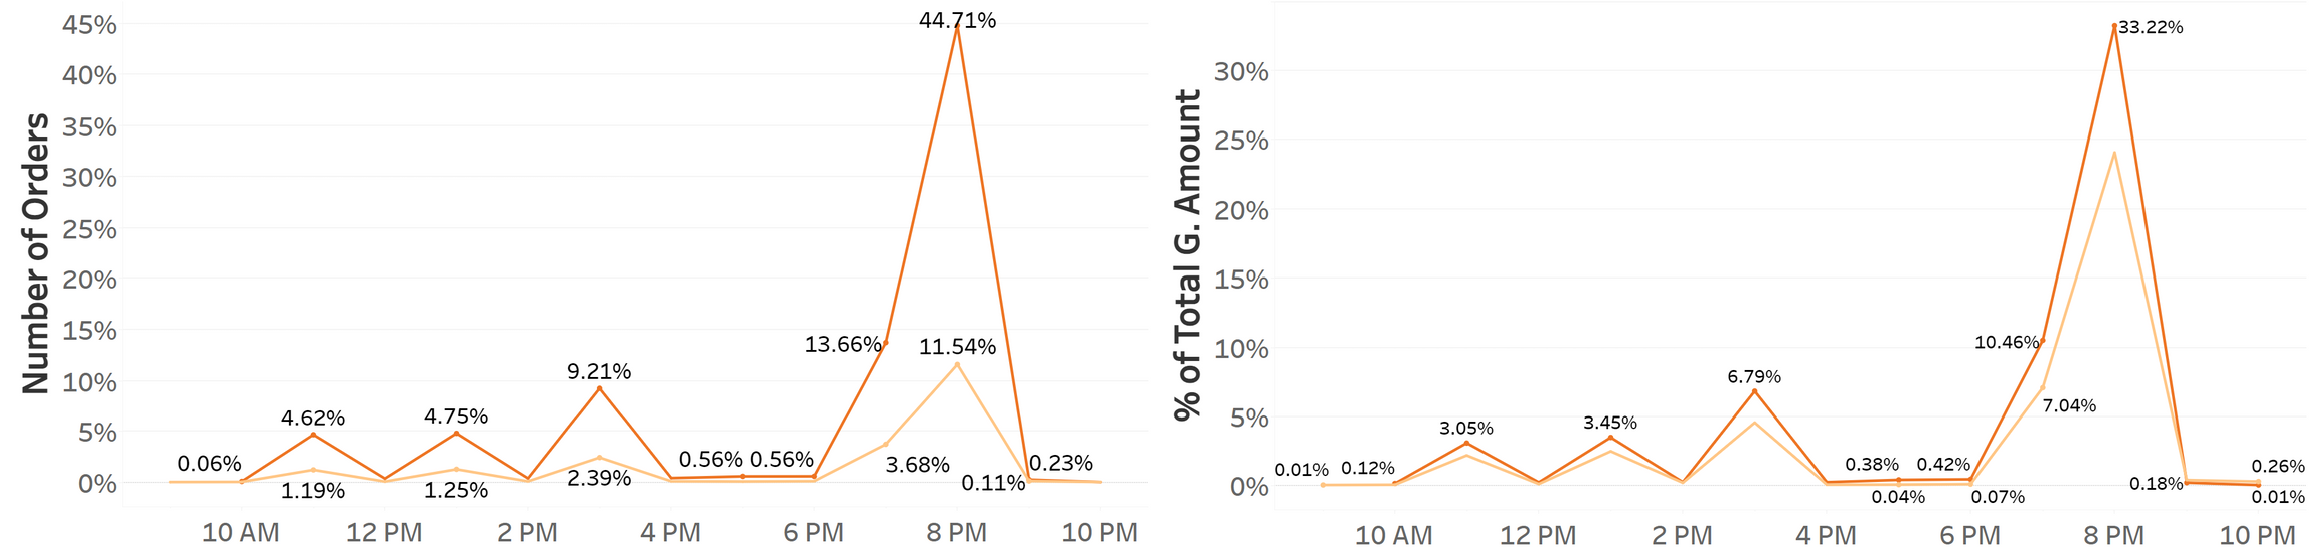 Number of Orders
45%
40%
35%
30%
25%
20%
15%
10%
5%
0%
44.71%
13.66%
11.54%
9.21%
4.62%
4.75%
0.06%
0.56%
0.56%
0.23%
3.68%
0.11%
1.19%
1.25%
2.39%
10 AM
12 PM
2 PM
4 PM
6 PM
8 PM
10 PM
% of Total G. Amount
30%
25%
20%
15%
10%
5%
0%
33.22%
10.46%
6.79%
7.04%
3.05%
3.45%
0.01%
0.12%
0.38%
0.42%
0.26%
0.18%
0.04%
0.07%
0.01%
10 AM
12 PM
2 PM
4 PM
6 PM
8 PM
10 PM